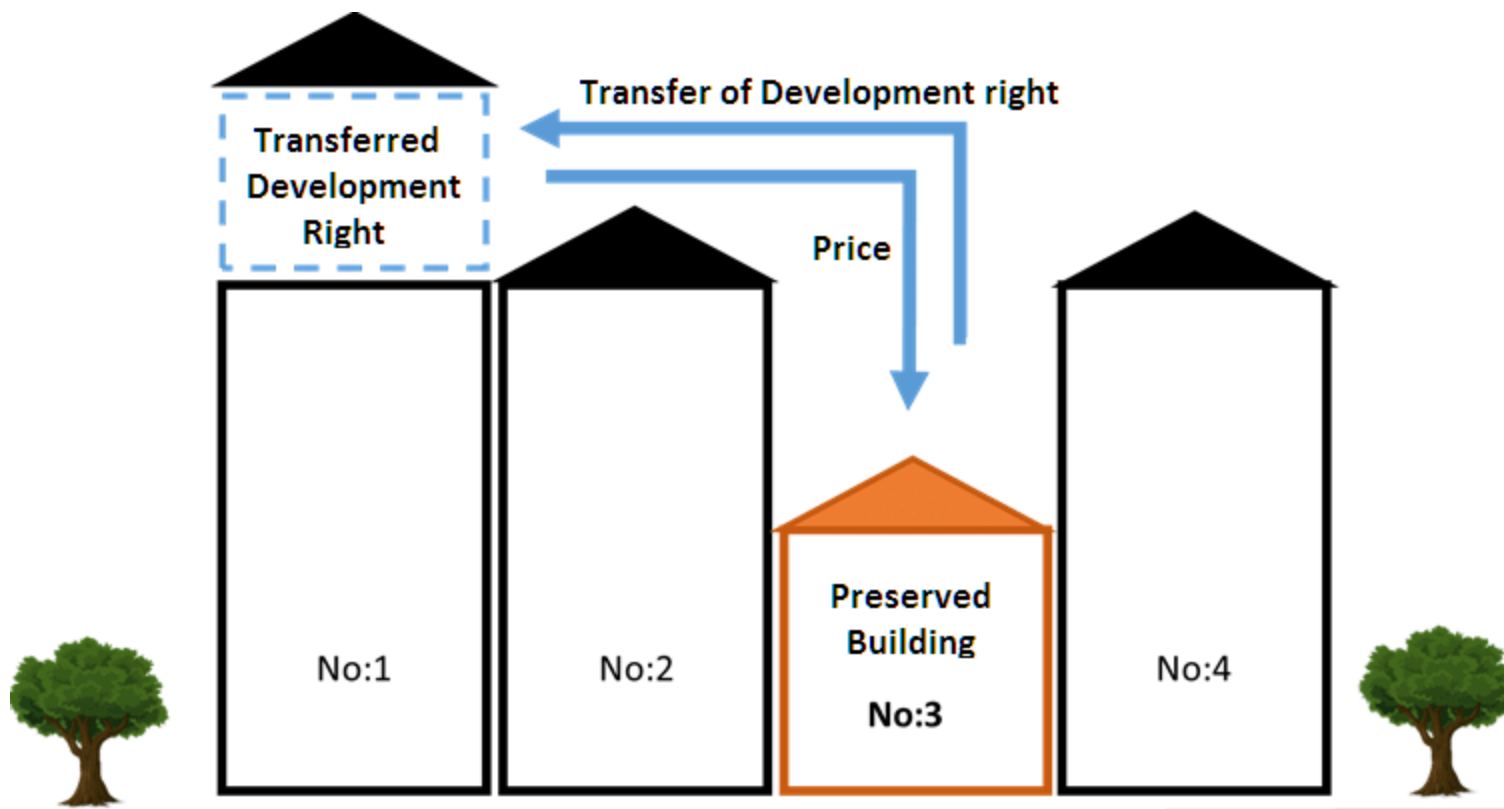 Transfer of Development right
Transferred
Development
Right
Price
Preserved
Building
No:1
No:2
No:3
No:4